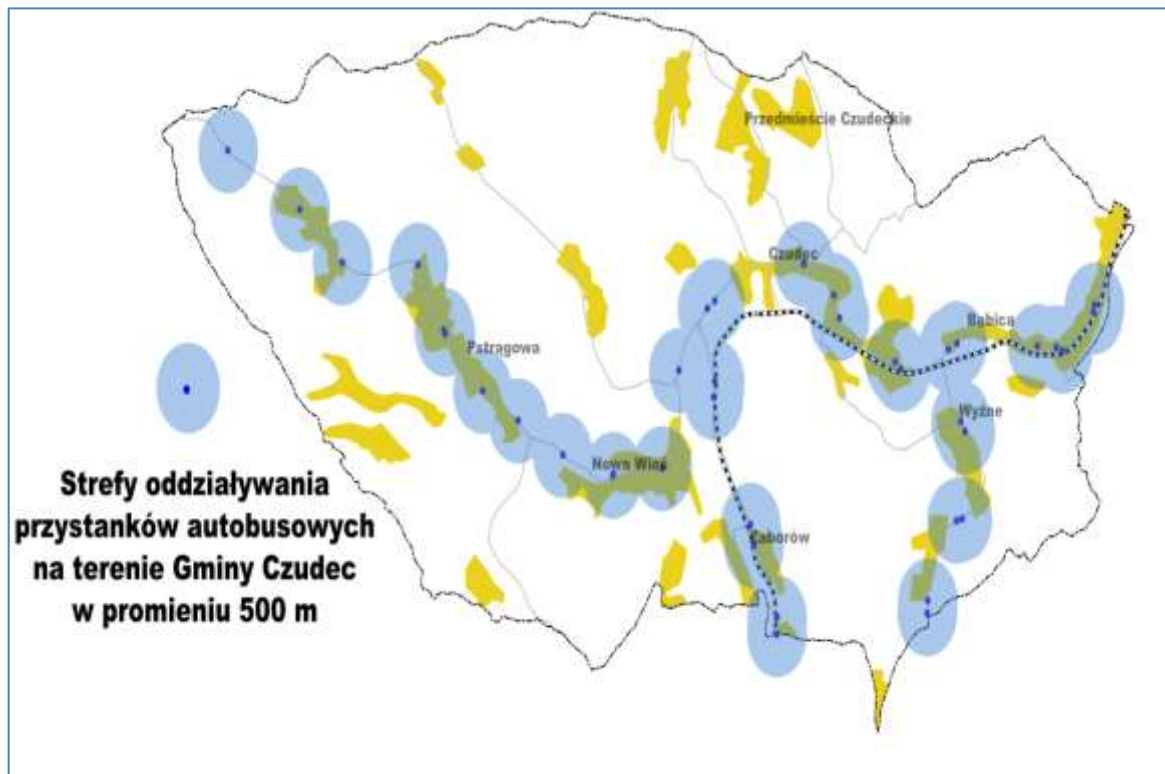 Przedmieście Czudeckie
Czudec
Babica
Pstrągowa
Wyżne
Nowa Wieś
Zaborów
Strefy oddziaływania
przystanków autobusowych
na terenie Gminy Czudec
w promieniu 500 m